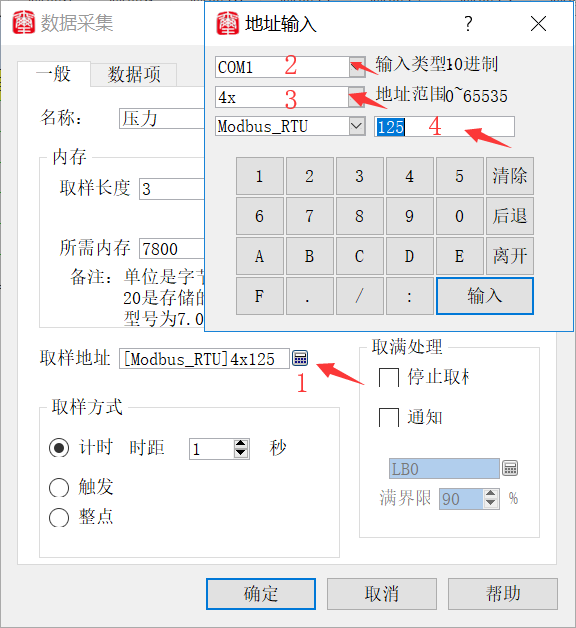 数据采集
一般
数据项
名称:
压力
内存
取样长度
3
所需内存
7800
备注:
单位是字节
20是存储的
型号为7.0
取样地址
[Modbus_RTU]4x125
1
取样方式
计时
时距
1
秒
触发
整点
取满处理
停止取样
通知
LB0
满界限
90
%
确定
取消
帮助
地址输入
?
COM1
2
输入类型:10进制
4x
3
地址范围0~65535
Modbus_RTU
125
4
1
2
3
4
5
清除
6
7
8
9
0
后退
A
B
C
D
E
离开
F
.
/
:
输入